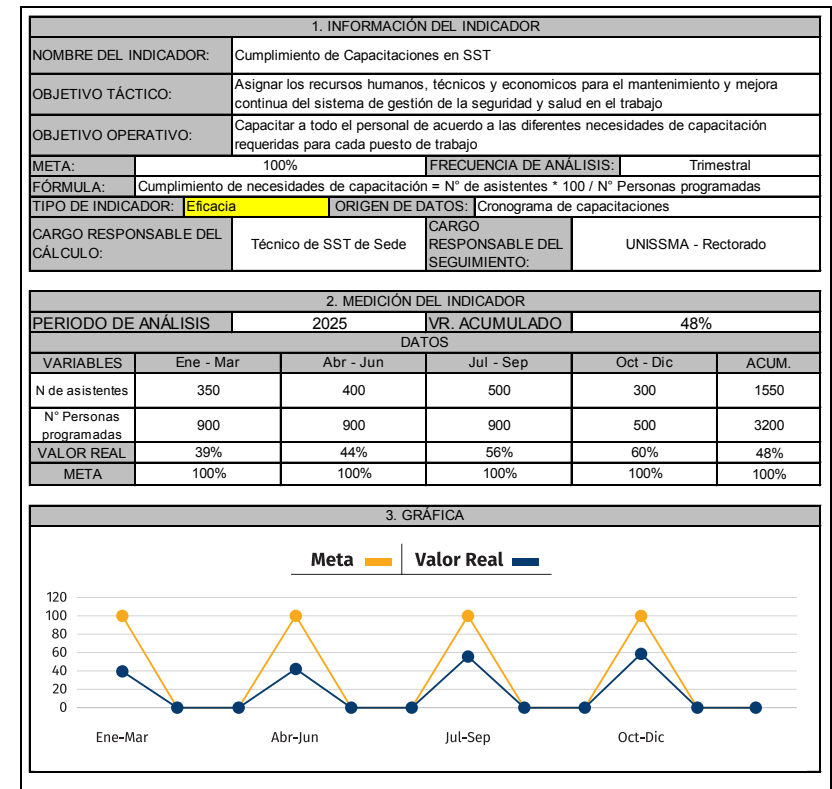 1. INFORMACIÓN DEL INDICADOR
NOMBRE DEL INDICADOR: Cumplimiento de Capacitaciones en SST
OBJETIVO TÁCTICO: Asignar los recursos humanos, técnicos y economicos para el mantenimiento y mejora
continua del sistema de gestión de la seguridad y salud en el trabajo
OBJETIVO OPERATIVO: Capacitar a todo el personal de acuerdo a las diferentes necesidades de capacitación
requeridas para cada puesto de trabajo
META: 100% FRECUENCIA DE ANÁLISIS: Trimestral
FÓRMULA: Cumplimiento de necesidades de capacitación = N° de asistentes * 100 / N° Personas programadas
TIPO DE INDICADOR: Eficacia ORIGEN DE DATOS: Cronograma de capacitaciones
CARGO RESPONSABLE DEL
CÁLCULO:
Técnico de SST de Sede
CARGO
RESPONSABLE DEL
SEGUIMIENTO:
UNISSMA - Rectorado
2. MEDICIÓN DEL INDICADOR
PERIODO DE ANÁLISIS 2025 VR. ACUMULADO 48%
DATOS
VARIABLES Ene - Mar Abr - Jun Jul - Sep Oct - Dic ACUM.
N de asistentes 350 400 500 300 1550
N° Personas
programadas
900 900 900 500 3200
VALOR REAL 39% 44% 56% 60% 48%
META 100% 100% 100% 100% 100%
3. GRÁFICA
Meta Valor Real
120
100
80
60
40
20
0
Ene-Mar Abr-Jun Jul-Sep Oct-Dic